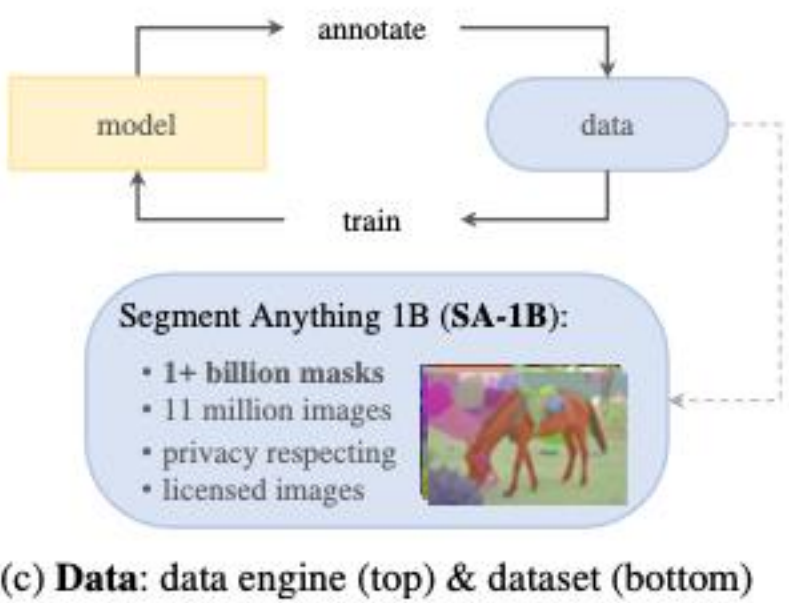 annotate
model
data
train
Segment Anything 1B (SA-1B):
• 1+ billion masks
• 11 million images
• privacy respecting
• licensed images
(c) Data: data engine (top) & dataset (bottom)